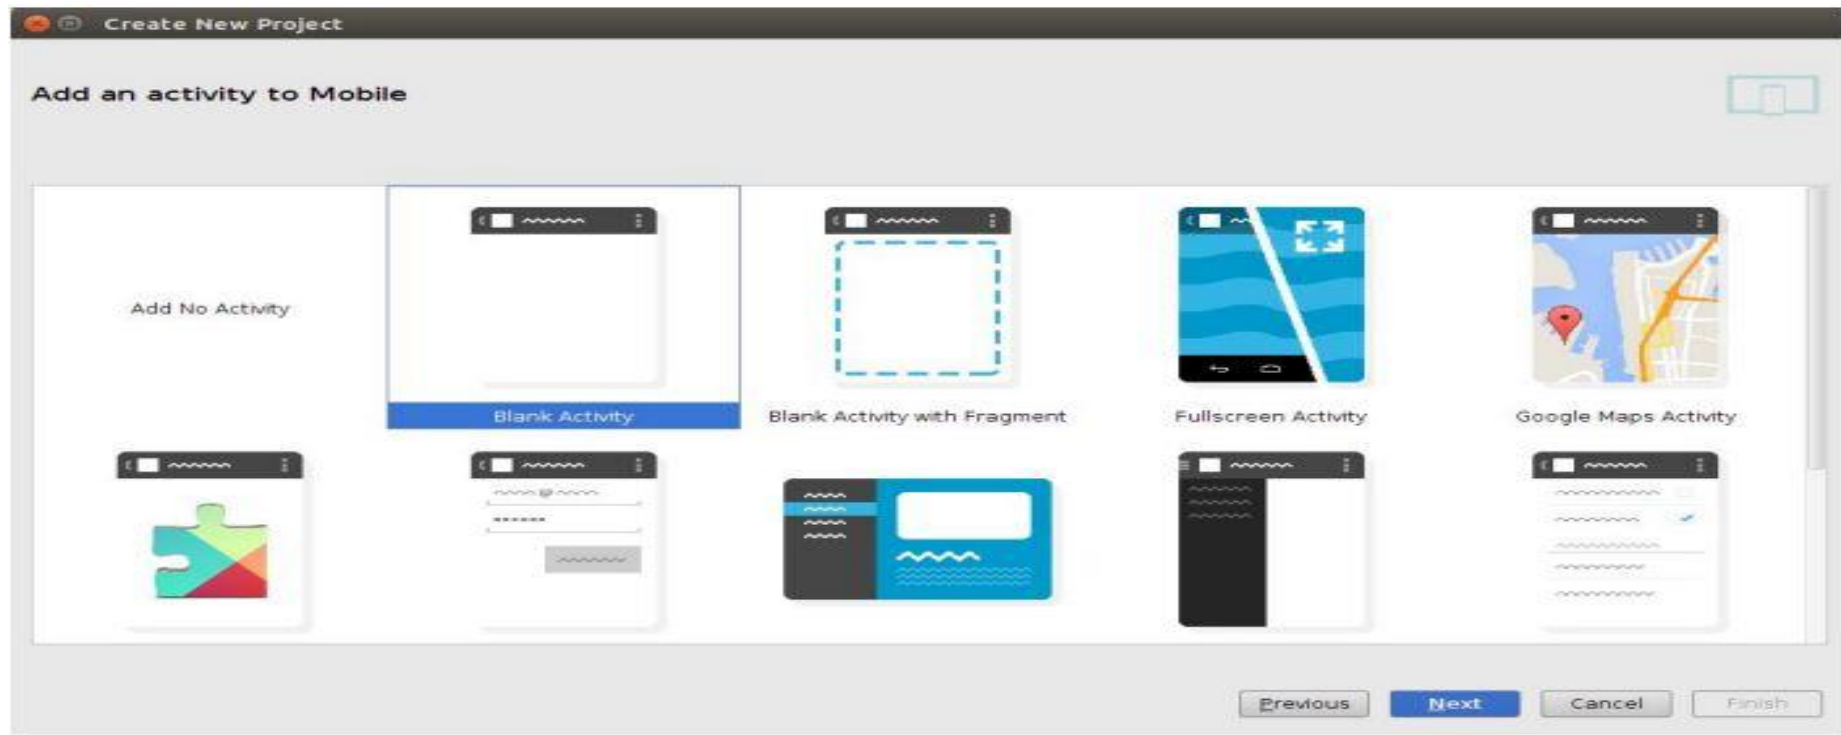 Create New Project
Add an activity to Mobile
Add No Activity
Blank Activity
Blank Activity with Fragment
Fullscreen Activity
Google Maps Activity
Previous
Next
Cancel
Finish